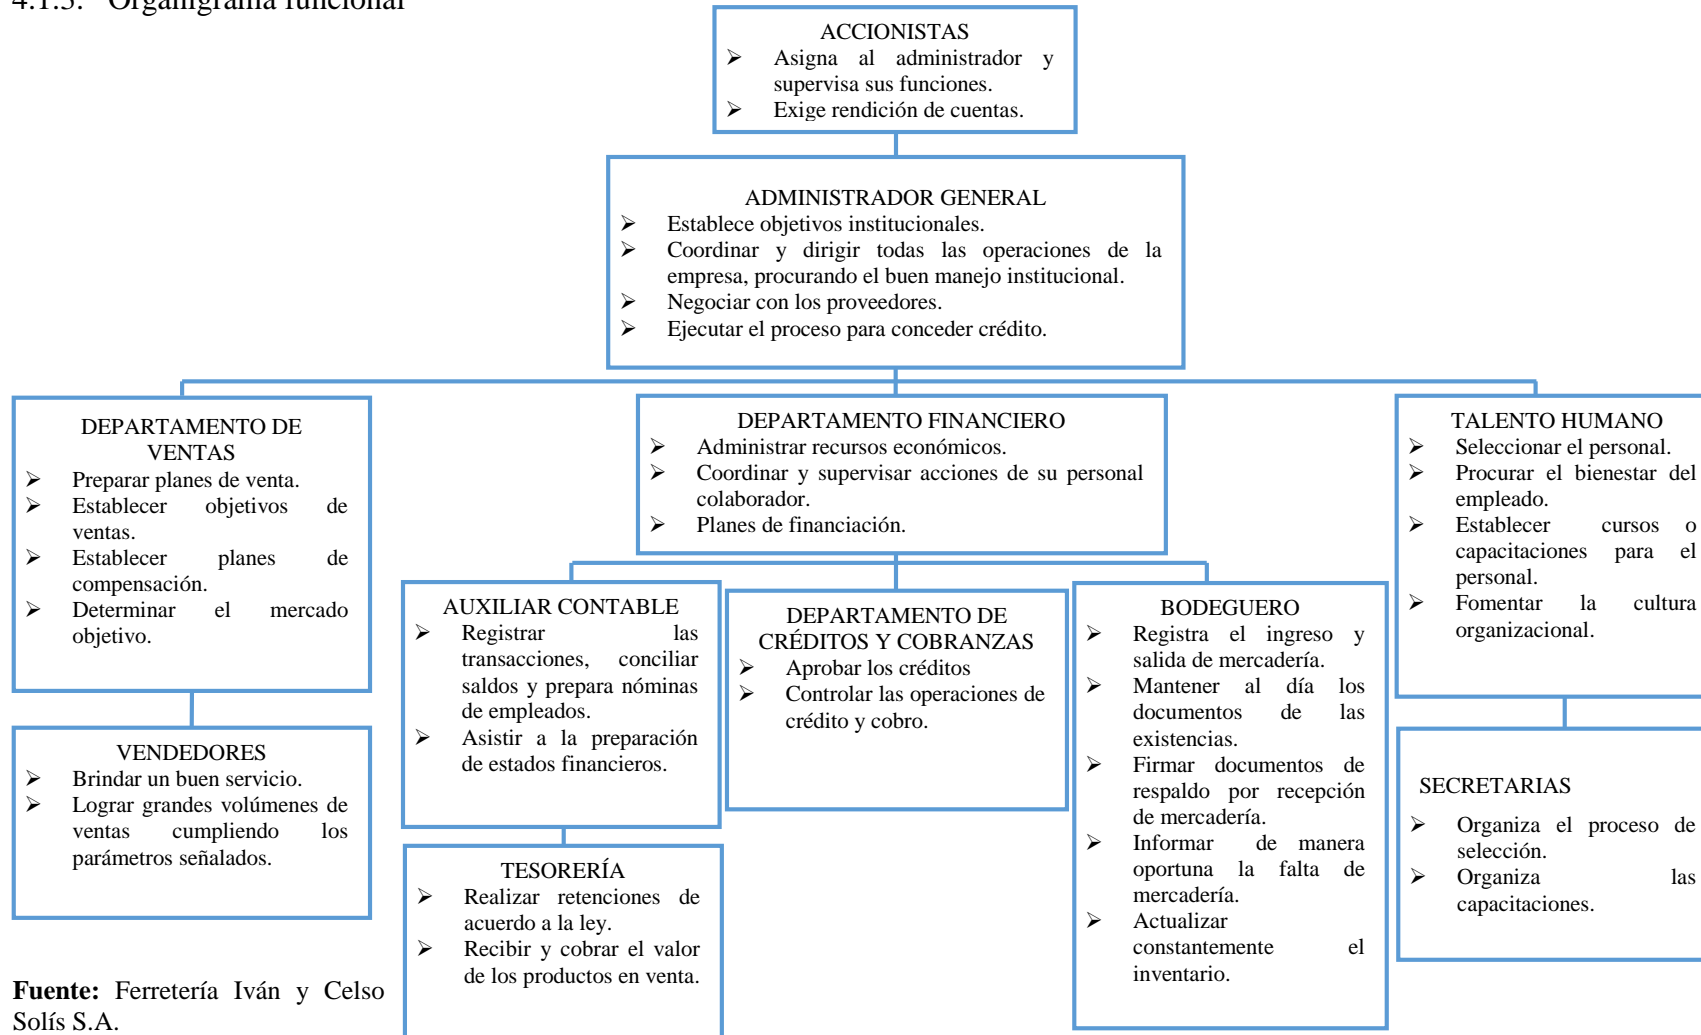 4.1.3. Organigrama funcional
ACCIONISTAS
➢ Asigna al administrador y
supervisa sus funciones.
➢ Exige rendición de cuentas.
ADMINISTRADOR GENERAL
➢ Establece objetivos institucionales.
➢ Coordinar y dirigir todas las operaciones de la
empresa, procurando el buen manejo institucional.
➢ Negociar con los proveedores.
➢ Ejecutar el proceso para conceder crédito.
DEPARTAMENTO DE
VENTAS
➢ Preparar planes de venta.
➢ Establecer objetivos de
ventas.
➢ Establecer planes de
compensación.
➢ Determinar el mercado
objetivo.
DEPARTAMENTO FINANCIERO
➢ Administrar recursos económicos.
➢ Coordinar y supervisar acciones de su personal
colaborador.
➢ Planes de financiación.
TALENTO HUMANO
➢ Seleccionar el personal.
➢ Procurar el bienestar del
empleado.
➢ Establecer cursos o
capacitaciones para el
personal.
➢ Fomentar la cultura
organizacional.
VENDEDORES
➢ Brindar un buen servicio.
➢ Lograr grandes volúmenes de
ventas cumpliendo los
parámetros señalados.
AUXILIAR CONTABLE
➢ Registrar las
transacciones, conciliar
saldos y prepara nóminas
de empleados.
➢ Asistir a la preparación
de estados financieros.
DEPARTAMENTO DE
CRÉDITOS Y COBRANZAS
➢ Aprobar los créditos
➢ Controlar las operaciones de
crédito y cobro.
BODEGUERO
➢ Registra el ingreso y
salida de mercadería.
➢ Mantener al día los
documentos de las
existencias.
➢ Firmar documentos de
respaldo por recepción
de mercadería.
➢ Informar de manera
oportuna la falta de
mercadería.
➢ Actualizar
constantemente el
inventario.
SECRETARIAS
➢ Organiza el proceso de
selección.
➢ Organiza las
capacitaciones.
TESORERÍA
➢ Realizar retenciones de
acuerdo a la ley.
➢ Recibir y cobrar el valor
de los productos en venta.
Fuente: Ferretería Iván y Celso
Solís S.A.